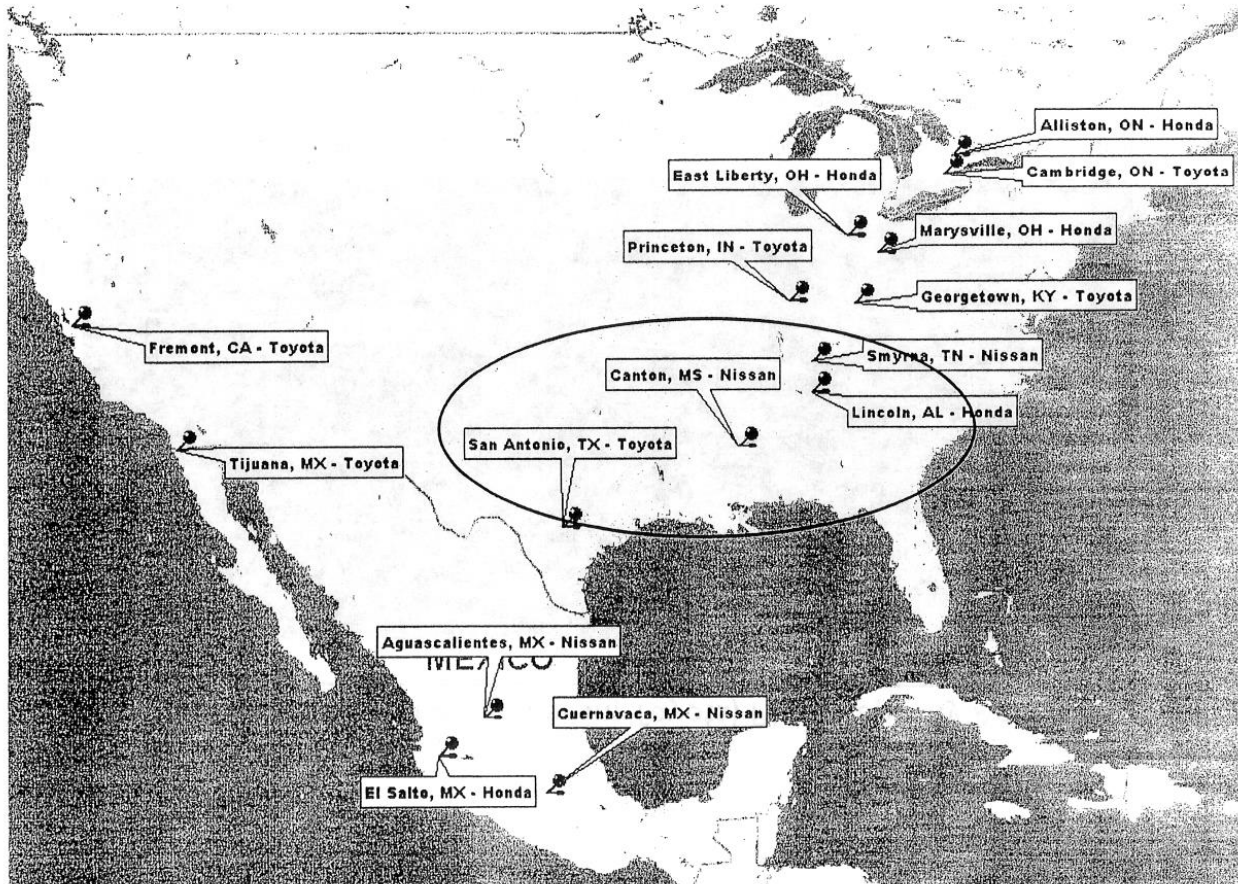 Alliston, ON - Honda
East Liberty, OH - Honda
Cambridge, ON - Toyota
Marysville, OH - Honda
Princeton, IN - Toyota
Georgetown, KY - Toyota
Fremont, CA - Toyota
Smyrna, TN - Nissan
Canton, MS - Nissan
Lincoln, AL - Honda
San Antonio, TX - Toyota
Tijuana, MX - Toyota
Aguascalientes, MX - Nissan
MEXICO
Cuernavaca, MX - Nissan
El Salto, MX - Honda